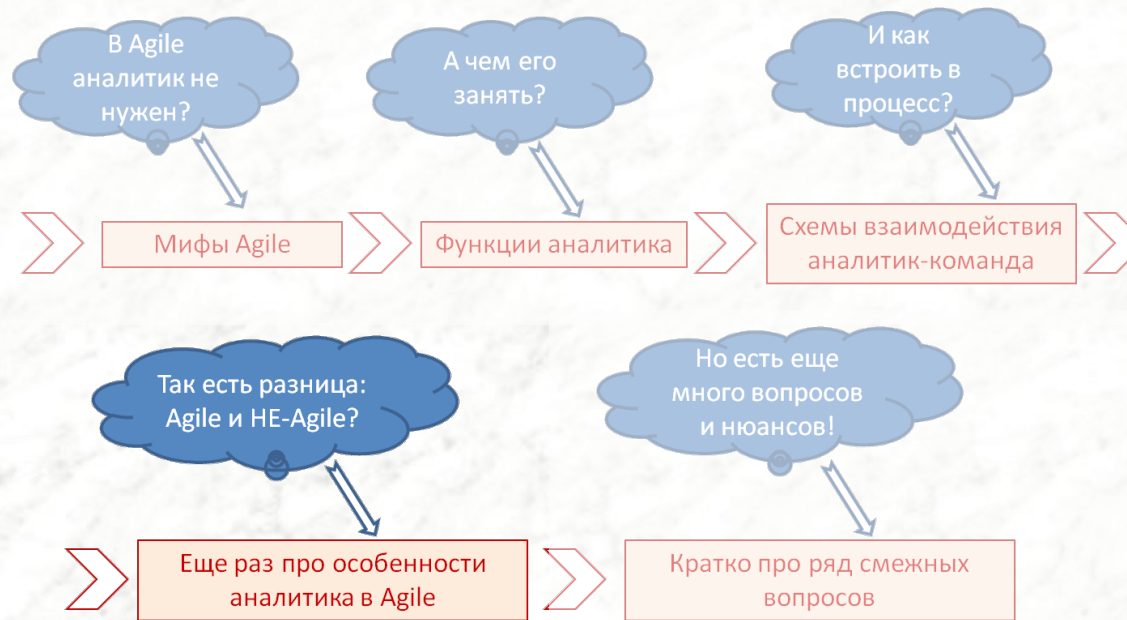 В Agile
аналитик не
нужен?
А чем его
занять?
И как
встроить в
процесс?
Мифы Agile
Функции аналитика
Схемы взаимодействия
аналитик-команда
Так есть разница:
Agile и НЕ-Agile?
Но есть еще
много вопросов
и нюансов!
Еще раз про особенности
аналитика в Agile
Кратко про ряд смежных
вопросов